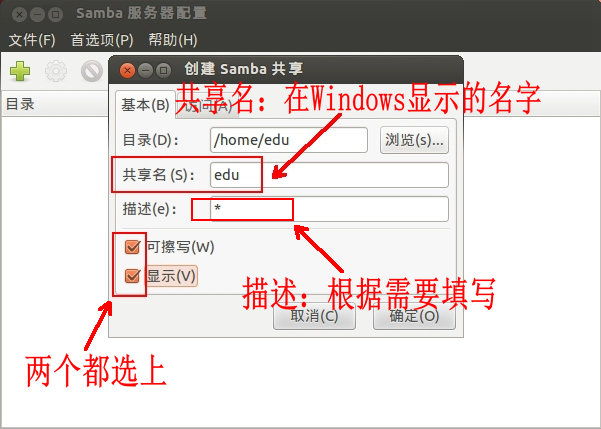 Samba 服务器配置
文件(F) 首选项(P) 帮助(H)
创建 Samba 共享
目录
基本(B) 访问(A)
共享名：在Windows显示的名字
目录(D)： /home/edu 浏览(s)...
共享名(S)： edu
描述(e)： *
可擦写(W)
显示(V)
描述：根据需要填写
取消(C) 确定(O)
两个都选上